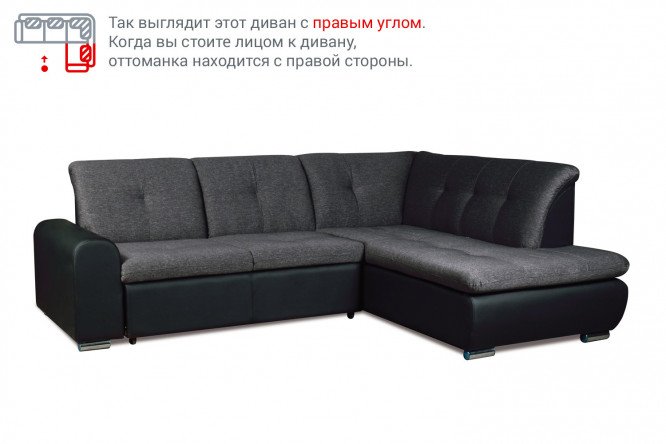 Так выглядит этот диван с правым углом.
Когда вы стоите лицом к дивану,
оттоманка находится с правой стороны.